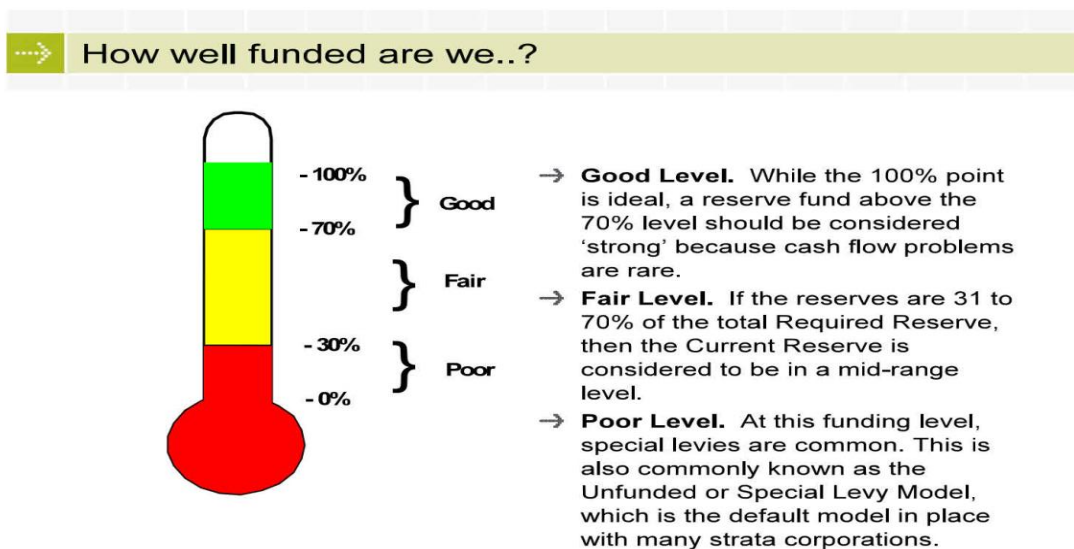 How well funded are we..?
- 100%
Good
- 70%
Fair
- 30%
Poor
- 0%
Good Level. While the 100% point
is ideal, a reserve fund above the
70% level should be considered
‘strong’ because cash flow problems
are rare.
Fair Level. If the reserves are 31 to
70% of the total Required Reserve,
then the Current Reserve is
considered to be in a mid-range
level.
Poor Level. At this funding level,
special levies are common. This is
also commonly known as the
Unfunded or Special Levy Model,
which is the default model in place
with many strata corporations.